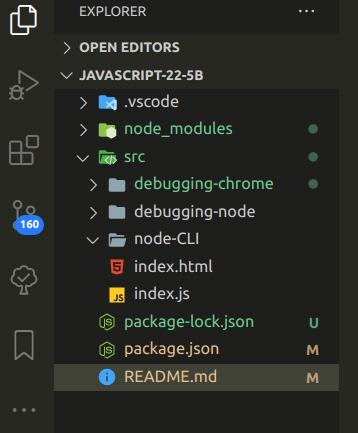 EXPLORER ...
OPEN EDITORS
JAVASCRIPT-22-5B
.vscode
node_modules
src
debugging-chrome
debugging-node
node-CLI
index.html
JS index.js
package-lock.json U
package.json M
README.md M
160